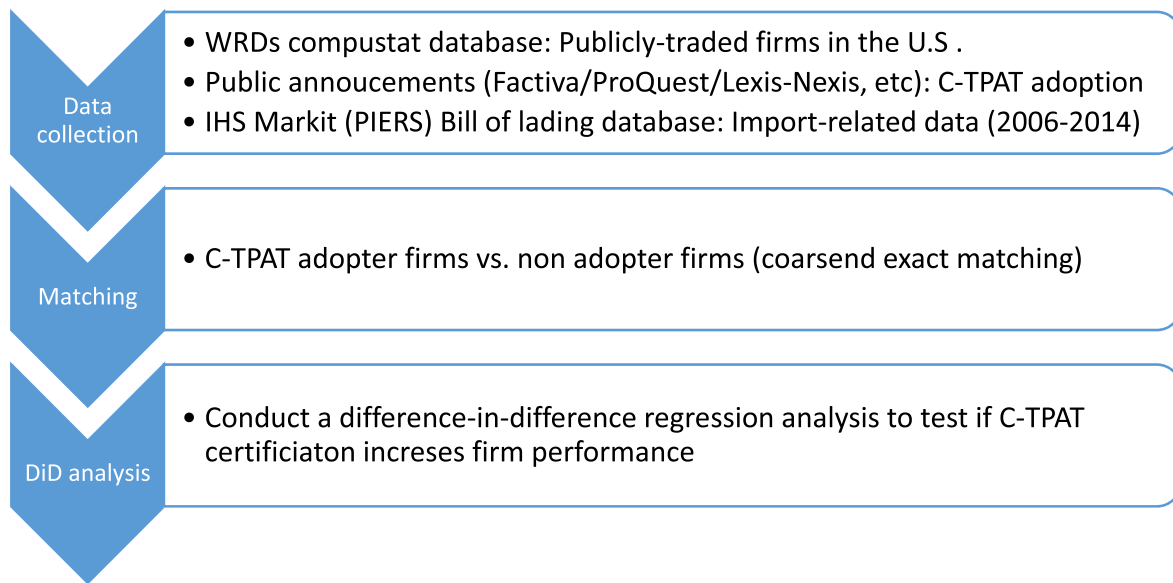 Data
collection
• WRDs compustat database: Publicly-traded firms in the U.S .
• Public annoucements (Factiva/ProQuest/Lexis-Nexis, etc): C-TPAT adoption
• IHS Markit (PIERS) Bill of lading database: Import-related data (2006-2014)
Matching
• C-TPAT adopter firms vs. non adopter firms (coarsend exact matching)
DiD analysis
• Conduct a difference-in-difference regression analysis to test if C-TPAT
certificiaton increses firm performance